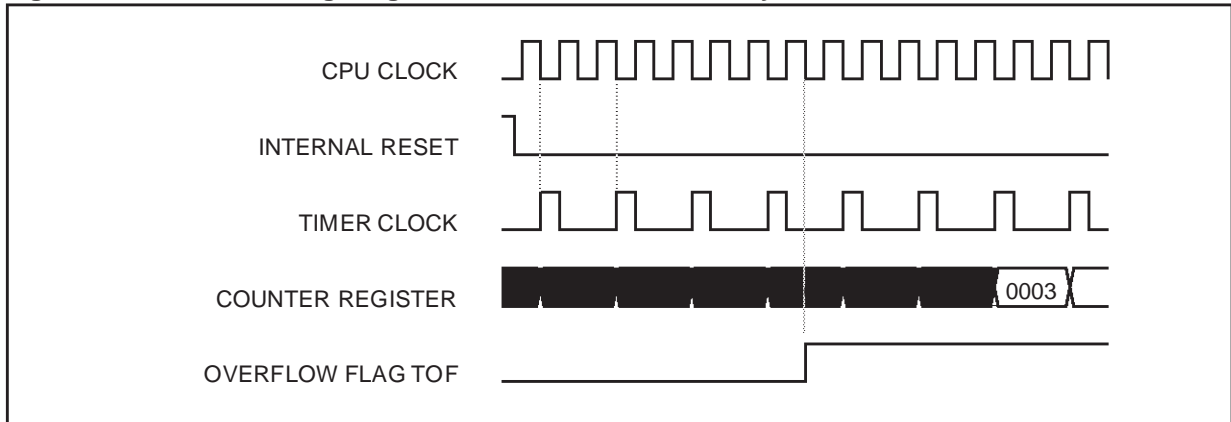 CPU CLOCK
INTERNAL RESET
TIMER CLOCK
COUNTER REGISTER
0003
OVERFLOW FLAG TOF